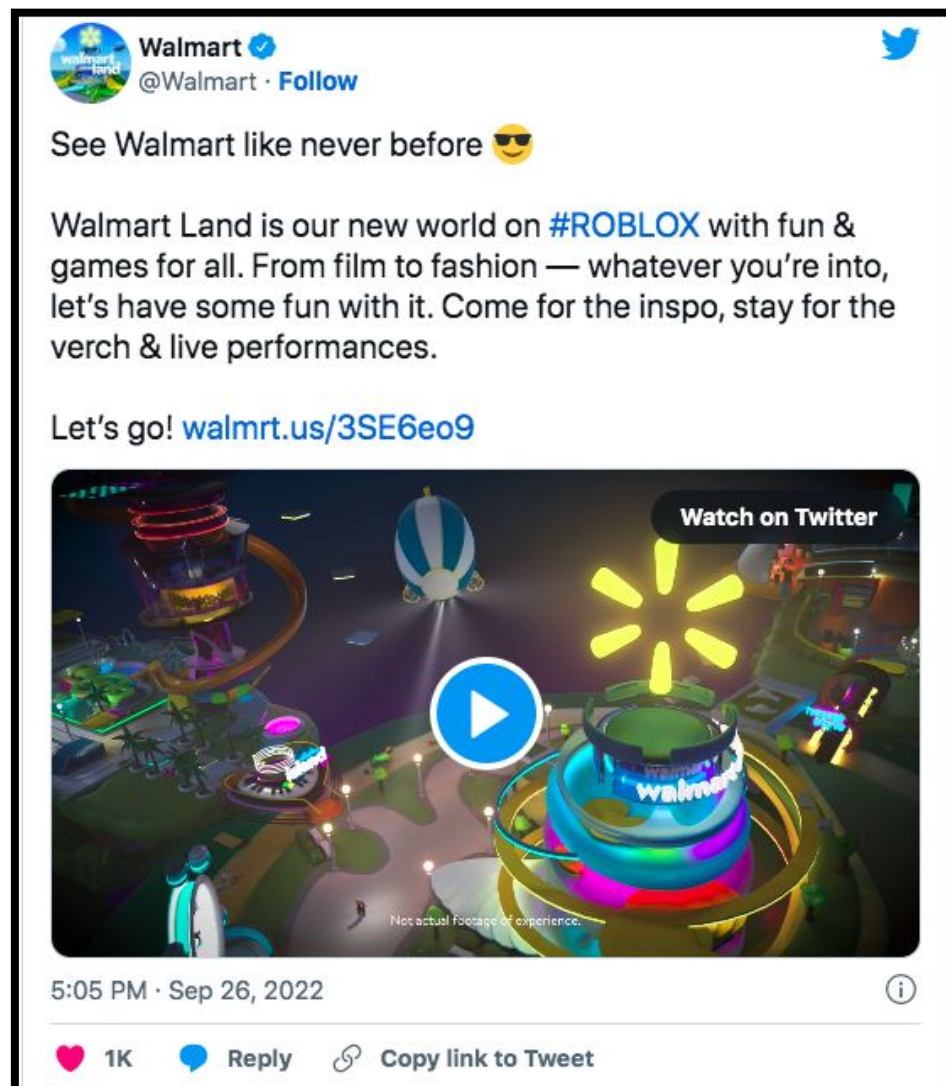 walmart
land
Walmart
@Walmart · Follow
See Walmart like never before 😎
Walmart Land is our new world on #ROBLOX with fun &
games for all. From film to fashion — whatever you’re into,
let’s have some fun with it. Come for the inspo, stay for the
verch & live performances.
Let’s go! walmrt.us/3SE6eo9
Watch on Twitter
walmart
Not actual footage of experience.
5:05 PM · Sep 26, 2022
1K Reply Copy link to Tweet